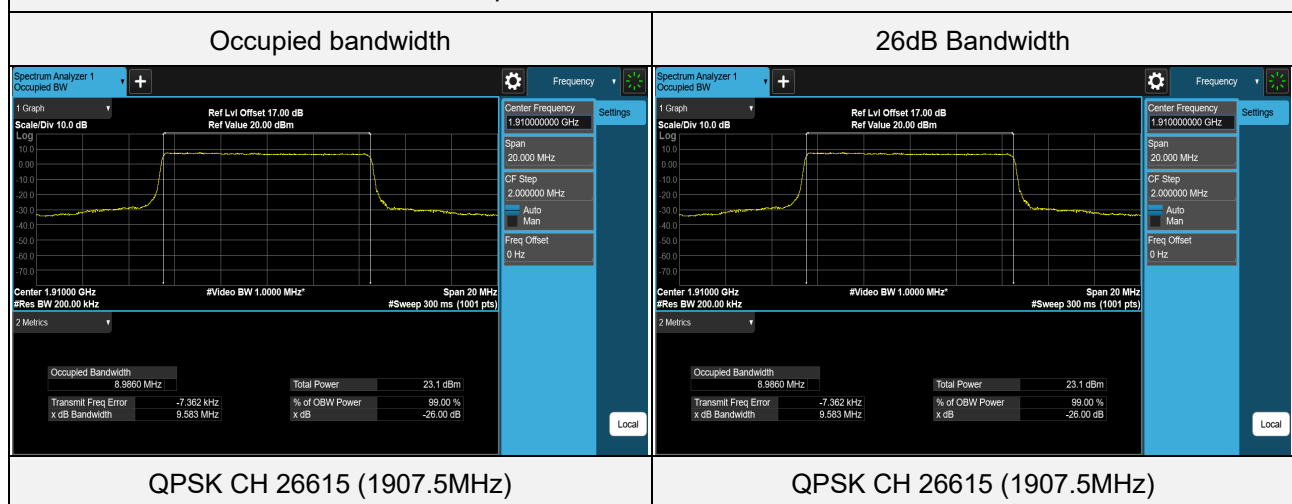 Occupied bandwidth
26dB Bandwidth
Spectrum Analyzer 1
Occupied BW
+
Frequency
1 Graph
Scale/Div 10.0 dB
Ref Lvl Offset 17.00 dB
Ref Value 20.00 dBm
Log
10.0
0.00
-10.0
-20.0
-30.0
-40.0
-50.0
-60.0
-70.0
Center 1.91000 GHz
#Video BW 1.0000 MHz*
Span 20 MHz
#Res BW 200.00 kHz
#Sweep 300 ms (1001 pts)
Center Frequency
1.910000000 GHz
Settings
Span
20.000 MHz
CF Step
2.000000 MHz
Auto
Man
Freq Offset
0 Hz
2 Metrics
Occupied Bandwidth
8.9860 MHz
Total Power 23.1 dBm
Transmit Freq Error -7.362 kHz
% of OBW Power 99.00 %
x dB Bandwidth 9.583 MHz
x dB -26.00 dB
Local
Spectrum Analyzer 1
Occupied BW
+
Frequency
1 Graph
Scale/Div 10.0 dB
Ref Lvl Offset 17.00 dB
Ref Value 20.00 dBm
Log
10.0
0.00
-10.0
-20.0
-30.0
-40.0
-50.0
-60.0
-70.0
Center 1.91000 GHz
#Video BW 1.0000 MHz*
Span 20 MHz
#Res BW 200.00 kHz
#Sweep 300 ms (1001 pts)
Center Frequency
1.910000000 GHz
Settings
Span
20.000 MHz
CF Step
2.000000 MHz
Auto
Man
Freq Offset
0 Hz
2 Metrics
Occupied Bandwidth
8.9860 MHz
Total Power 23.1 dBm
Transmit Freq Error -7.362 kHz
% of OBW Power 99.00 %
x dB Bandwidth 9.583 MHz
x dB -26.00 dB
Local
QPSK CH 26615 (1907.5MHz)
QPSK CH 26615 (1907.5MHz)